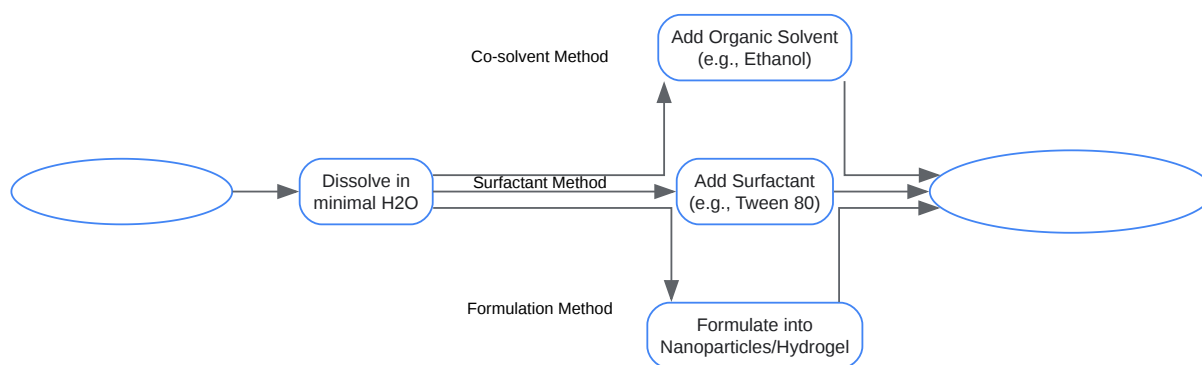 Add Organic Solvent
(e.g., Ethanol)
Co-solvent Method
Dissolve in
minimal H2O
Surfactant Method
Add Surfactant
(e.g., Tween 80)
Formulation Method
Formulate into
Nanoparticles/Hydrogel